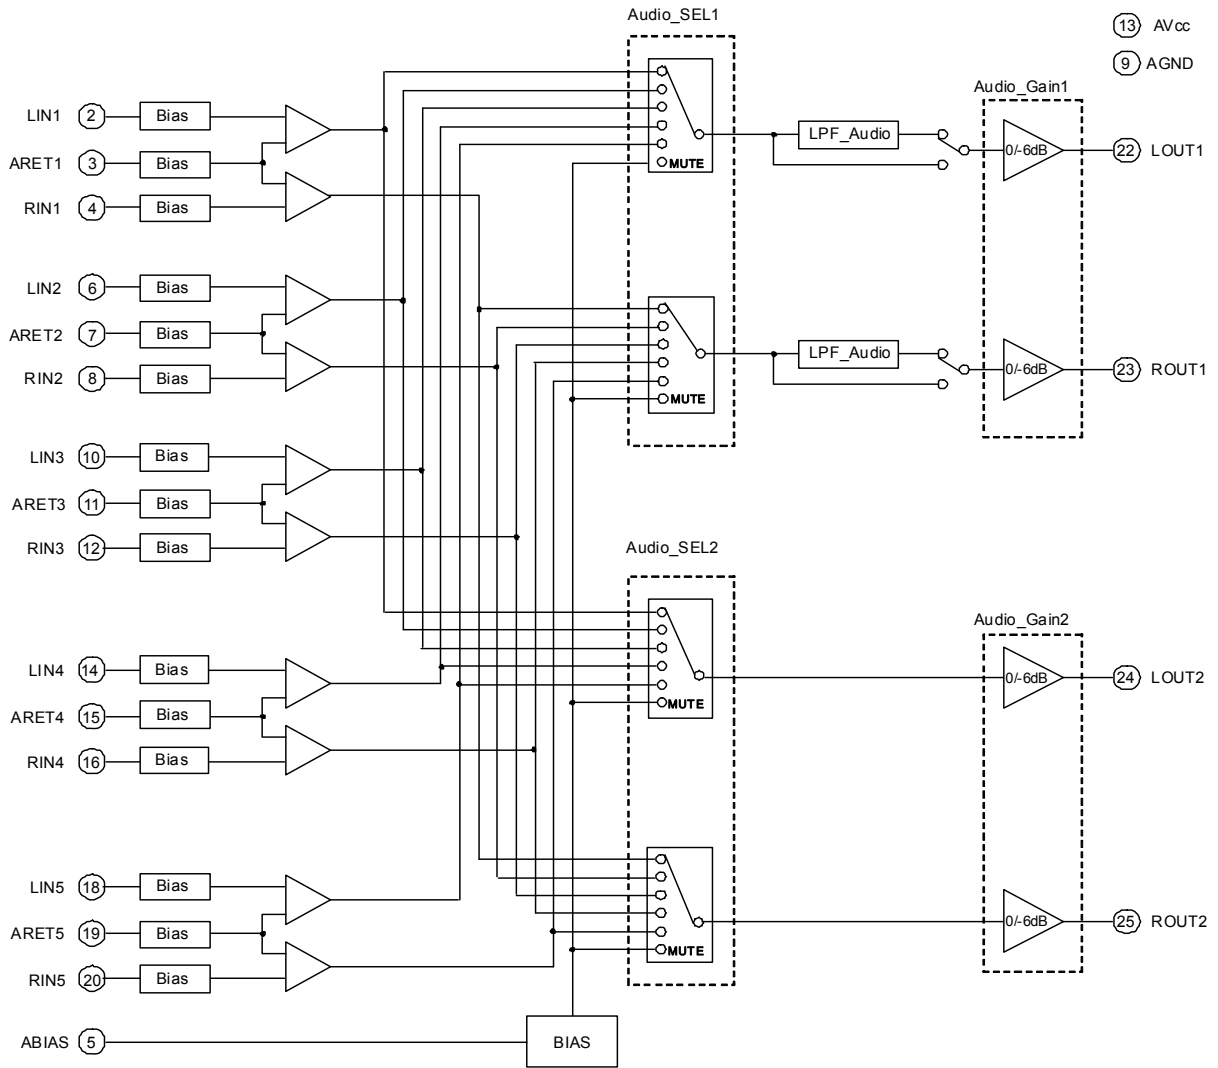 Audio_SEL1
13 AVcc
9 AGND
Audio_Gain1
LIN1 2 Bias
ARET1 3 Bias
RIN1 4 Bias
MUTE
LPF_Audio
0/-6dB
22 LOUT1
LIN2 6 Bias
ARET2 7 Bias
RIN2 8 Bias
MUTE
LPF_Audio
0/-6dB
23 ROUT1
LIN3 10 Bias
ARET3 11 Bias
RIN3 12 Bias
Audio_SEL2
Audio_Gain2
LIN4 14 Bias
ARET4 15 Bias
RIN4 16 Bias
MUTE
0/-6dB
24 LOUT2
LIN5 18 Bias
ARET5 19 Bias
RIN5 20 Bias
MUTE
0/-6dB
25 ROUT2
ABIAS 5 BIAS